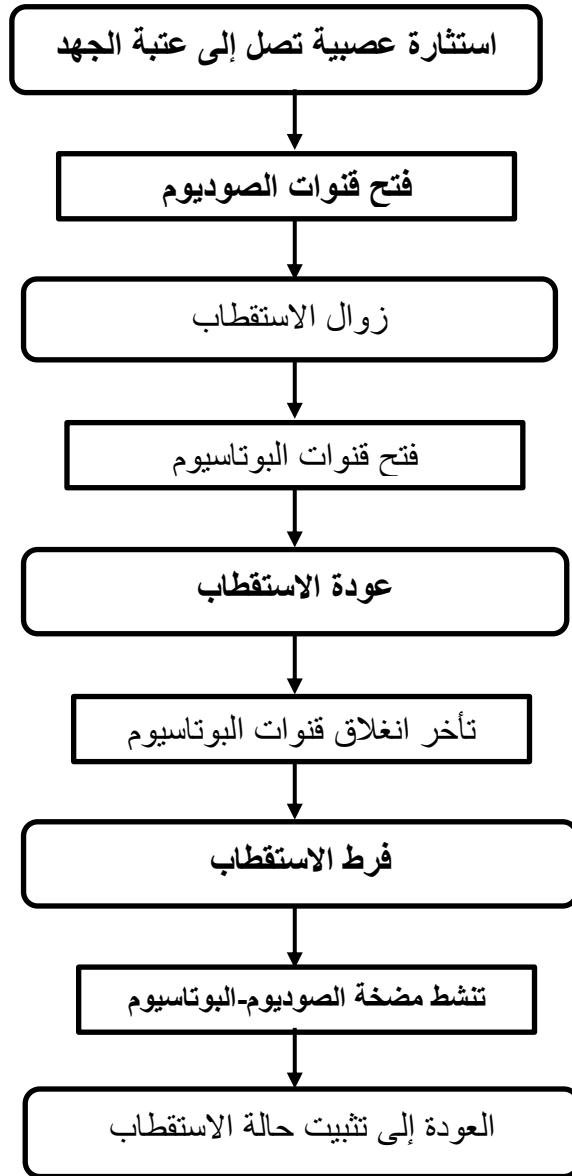 استثارة عصبية تصل إلى عتبة الجهد
فتح قنوات الصوديوم
زوال الاستقطاب
فتح قنوات البوتاسيوم
عودة الاستقطاب
تأخر انغلاق قنوات البوتاسيوم
فرط الاستقطاب
تنشط مضخة الصوديوم-البوتاسيوم
العودة إلى تثبيت حالة الاستقطاب